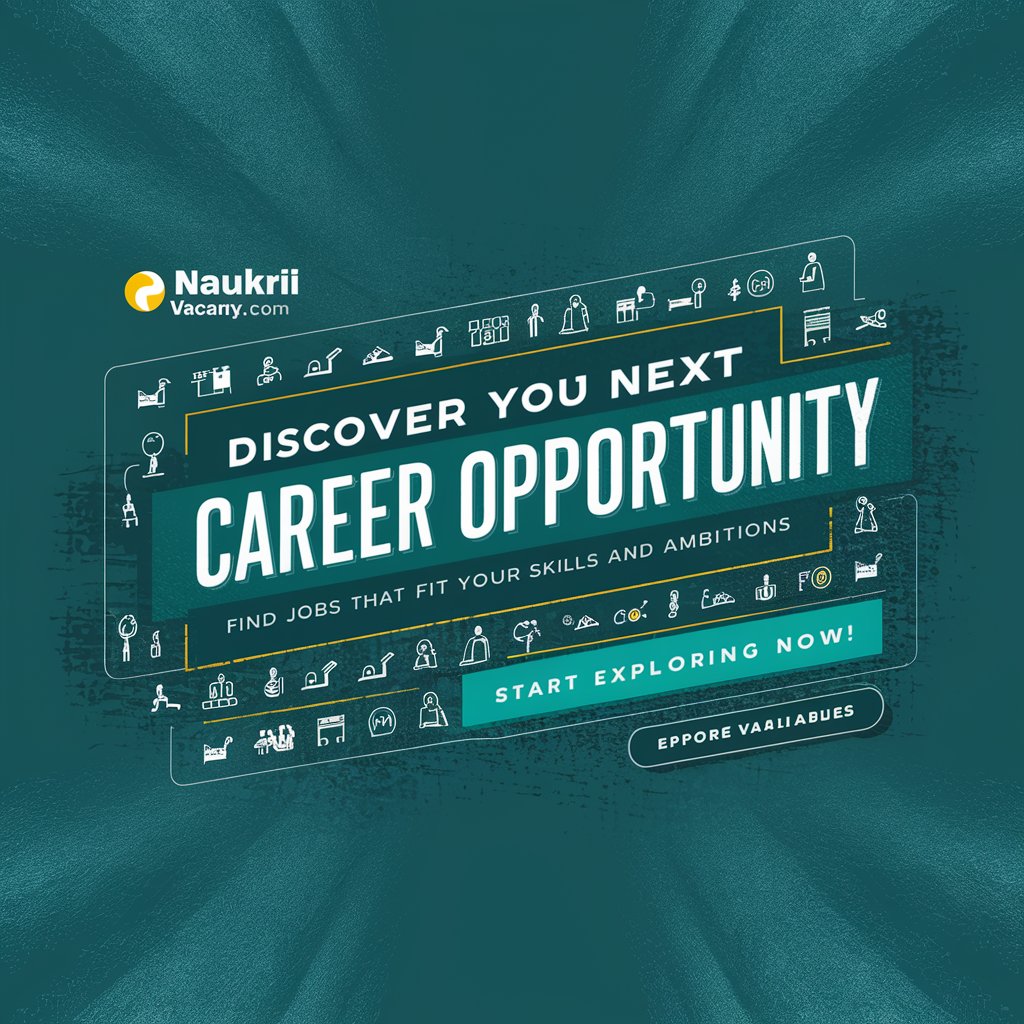 Naukrii
Vacany.com
DISCOVER YOU NEXT
CAREER OPPORTUNITY
FIND JOBS THAT FIT YOUR SKILLS AND AMBITIONS
START EXPLORING NOW!
EPPORE VAALIABUES